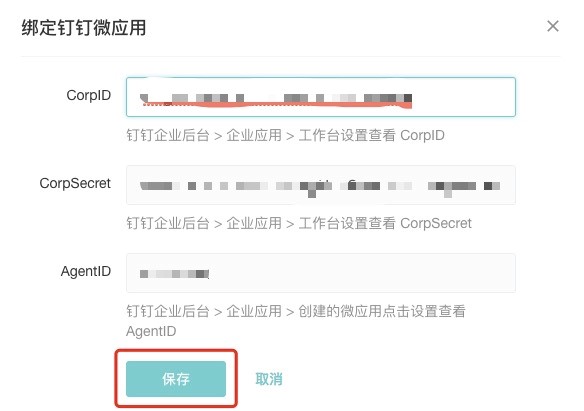 绑定钉钉微应用
CorpID
钉钉企业后台 > 企业应用 > 工作台设置查看 CorpID
CorpSecret
钉钉企业后台 > 企业应用 > 工作台设置查看 CorpSecret
AgentID
钉钉企业后台 > 企业应用 > 创建的微应用点击设置查看
AgentID
保存 取消